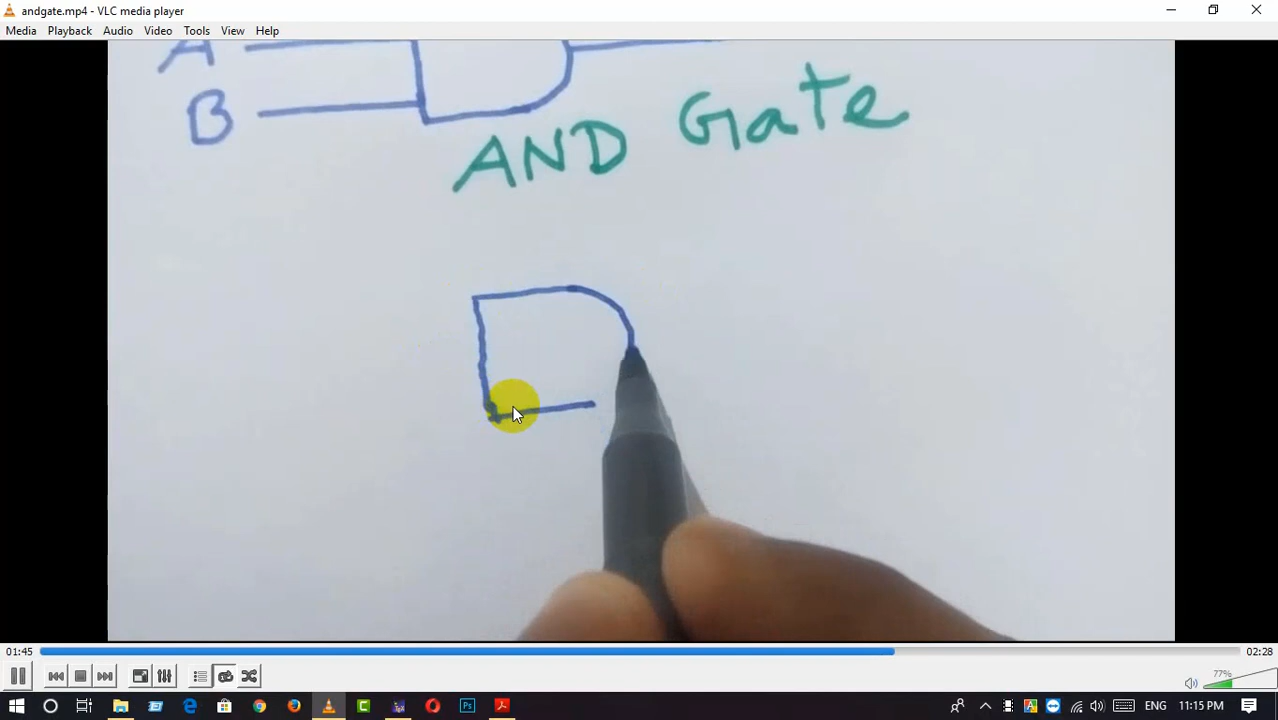 andgate.mp4 - VLC media player
Media Playback Audio Video Tools View Help
A
B
AND Gate
01:45 02:28
77%
ENG 11:15 PM